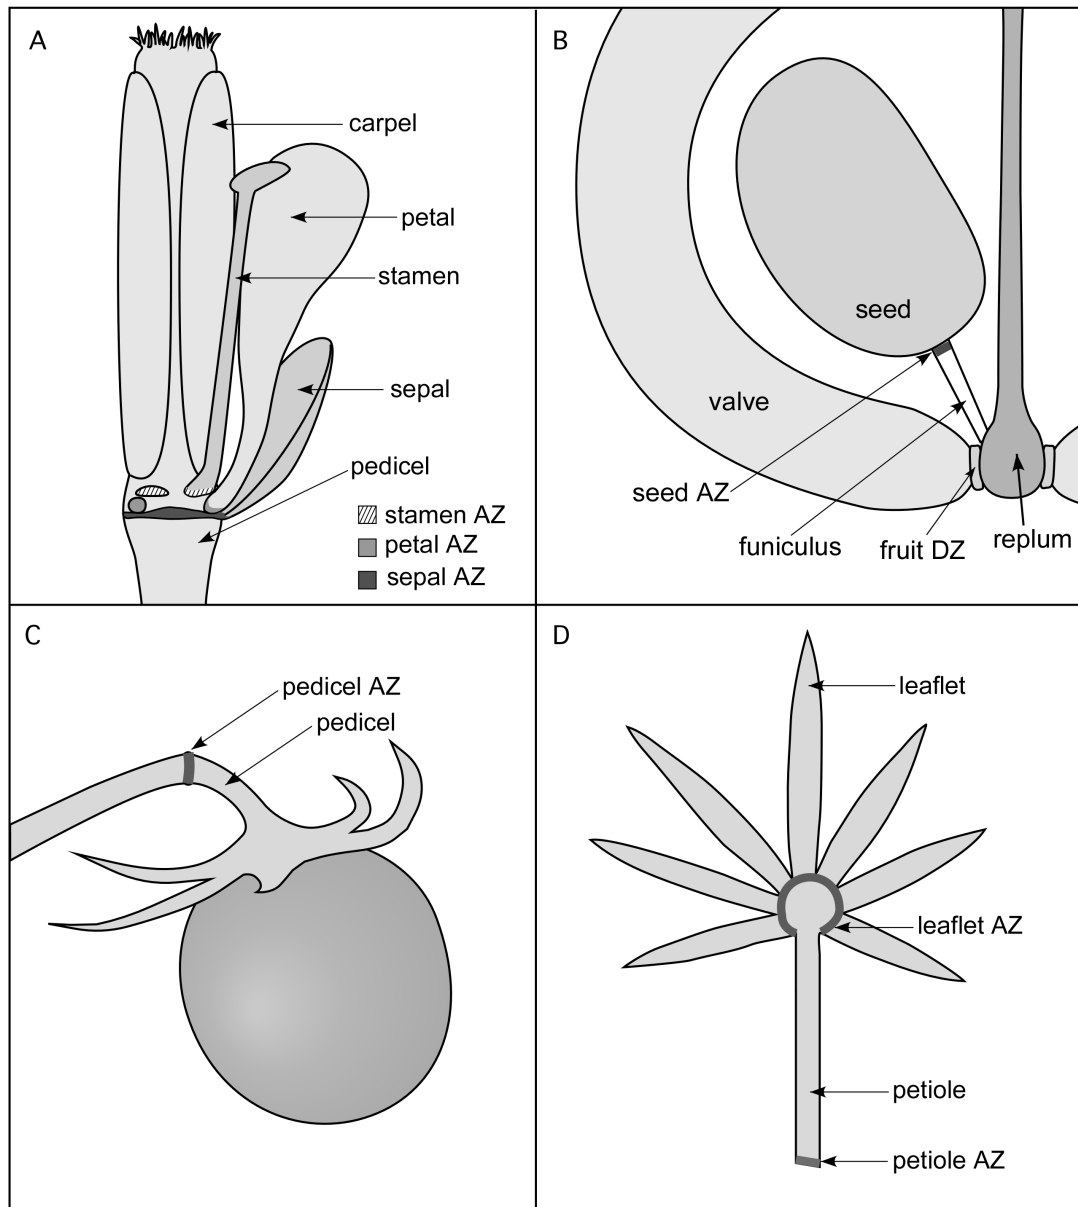 A
carpel
petal
stamen
sepal
pedicel
stamen AZ
petal AZ
sepal AZ
B
seed
valve
seed AZ
funiculus
fruit DZ
replum
C
pedicel AZ
pedicel
D
leaflet
leaflet AZ
petiole
petiole AZ